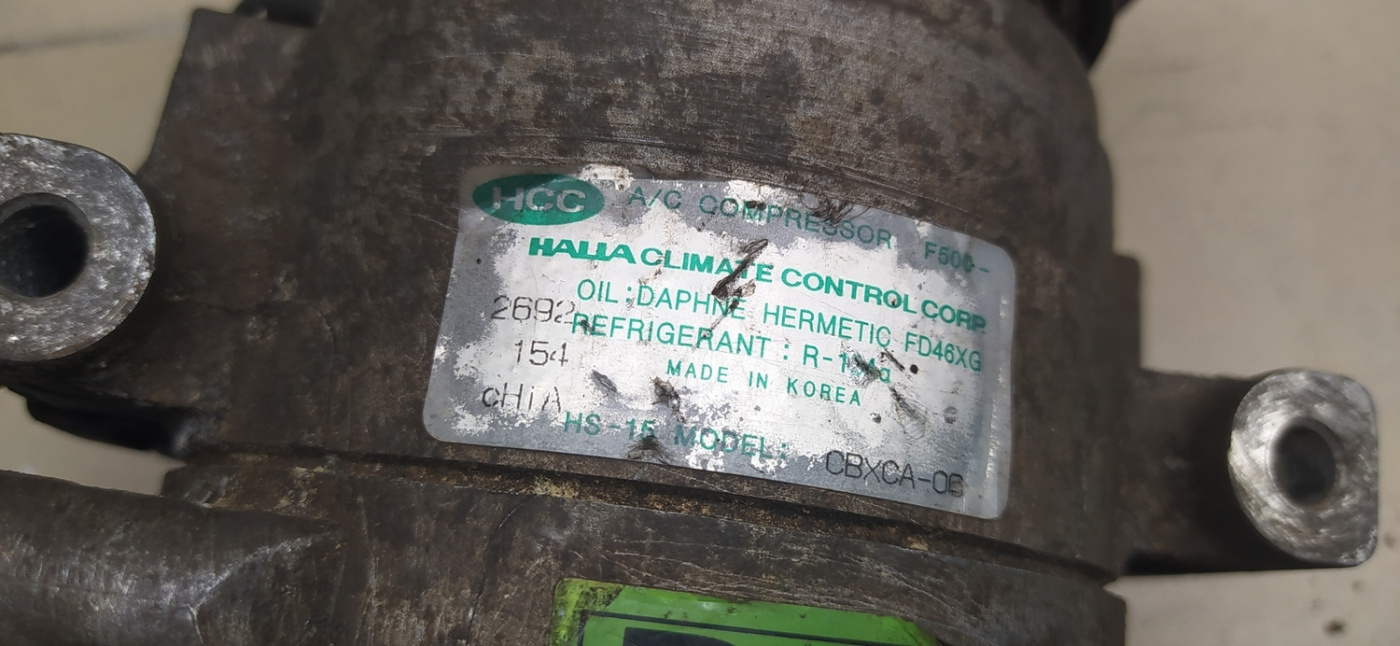 HCC A/C COMPRESSOR F500-
HALLA CLIMATE CONTROL CORP.
OIL:DAPHNE HERMETIC FD46XG
2692
REFRIGERANT : R-134a
154
MADE IN KOREA
cHiA
HS-15 MODEL: CBXCA-06